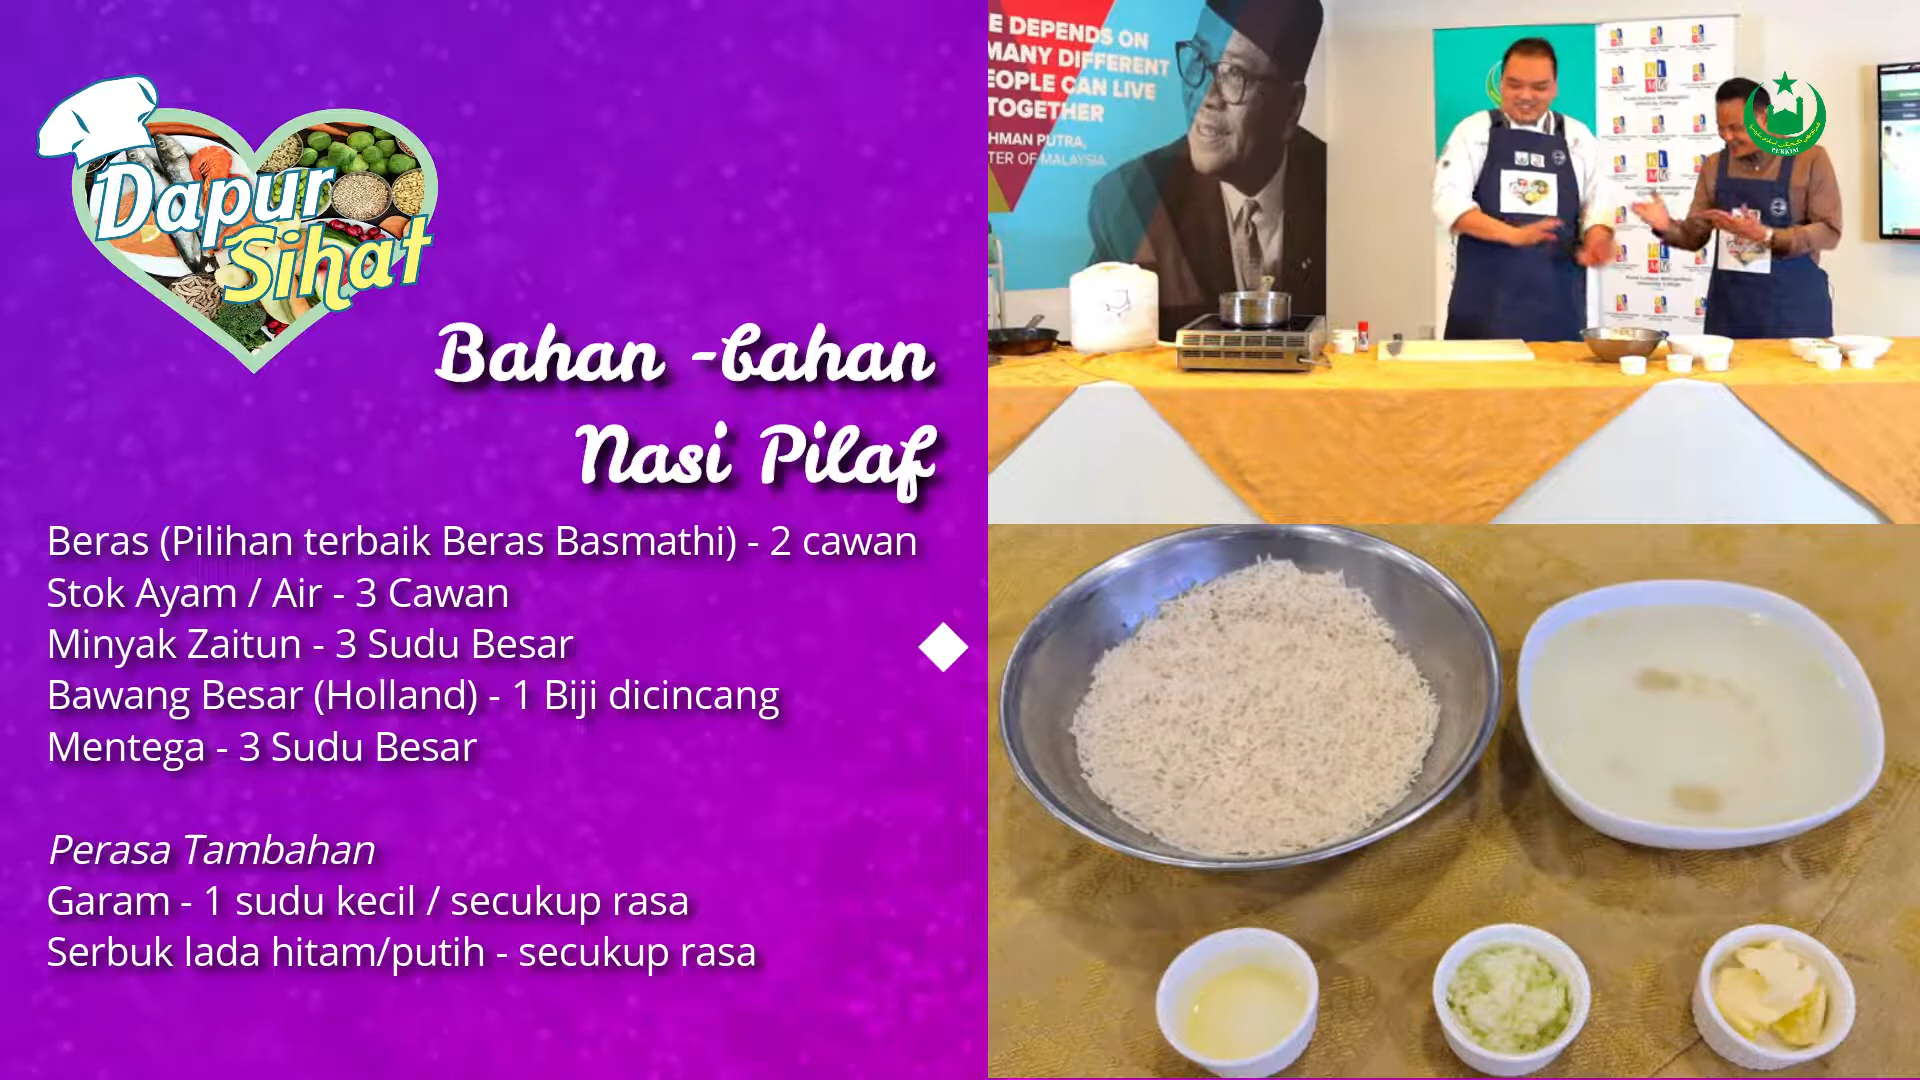 Dapur
Sihat
Bahan -bahan
Nasi Pilaf
Beras (Pilihan terbaik Beras Basmathi) - 2 cawan
Stok Ayam / Air - 3 Cawan
Minyak Zaitun - 3 Sudu Besar
Bawang Besar (Holland) - 1 Biji dicincang
Mentega - 3 Sudu Besar
Perasa Tambahan
Garam - 1 sudu kecil / secukup rasa
Serbuk lada hitam/putih - secukup rasa
E DEPENDS ON
MANY DIFFERENT
EOPLE CAN LIVE
TOGETHER
HMAN PUTRA,
TER OF MALAYSIA
PERKIM